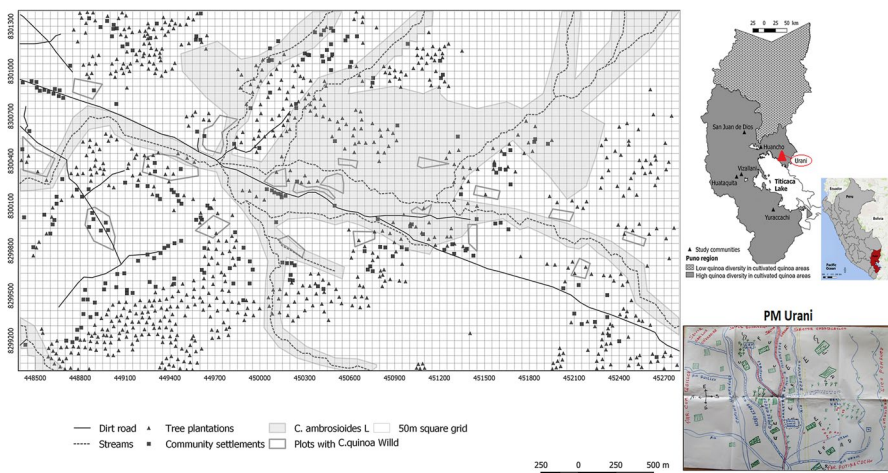 8301300
8301000
8300700
8300400
8300100
8299800
8299500
8299200
448500 448800 449100 449400 449700 450000 450300 450600 450900 451200 451500 451800 452100 452400 452700
Dirt road
Tree plantations
C. ambrosioides L
50m square grid
Streams
Community settlements
Plots with C.quinoa Willd
250 0 250 500 m
25 0 25 50 km
San Juan de Dios
Huancho
Urani
Vizallani
Huataquita
Titicaca
Lake
Yuraccachi
Study communities
Puno region
Low quinoa diversity in cultivated quinoa areas
High quinoa diversity in cultivated quinoa areas
Ecuador
Peru
Bolivia
Pacific
Ocean
PM Urani